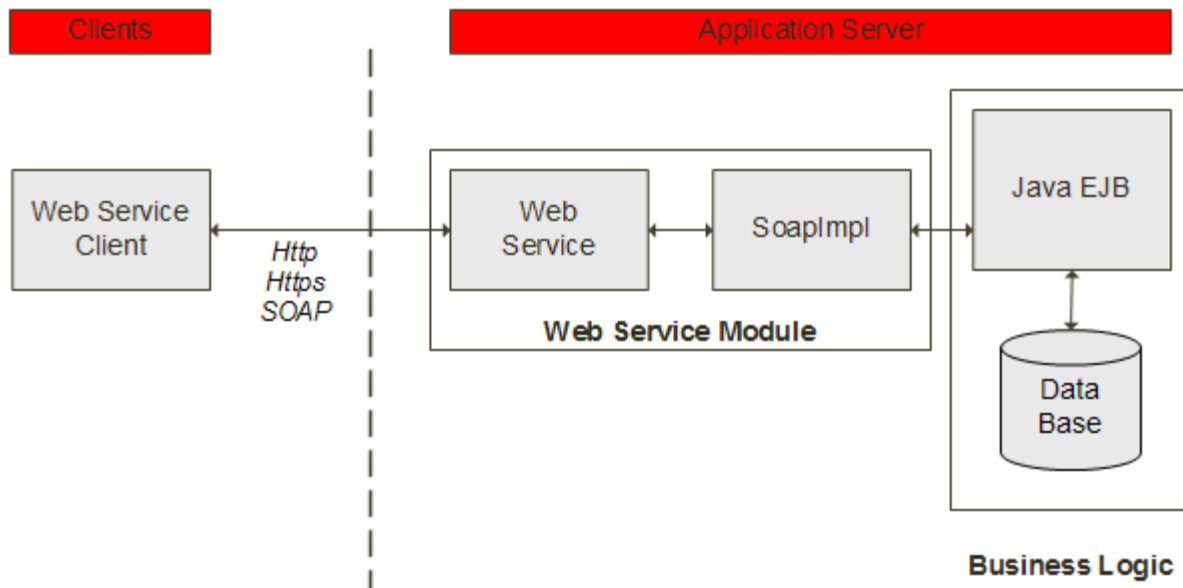 Clients
Application Server
Web Service
Client
Http
Https
SOAP
Web
Service
SoapImpl
Web Service Module
Java EJB
Data
Base
Business Logic